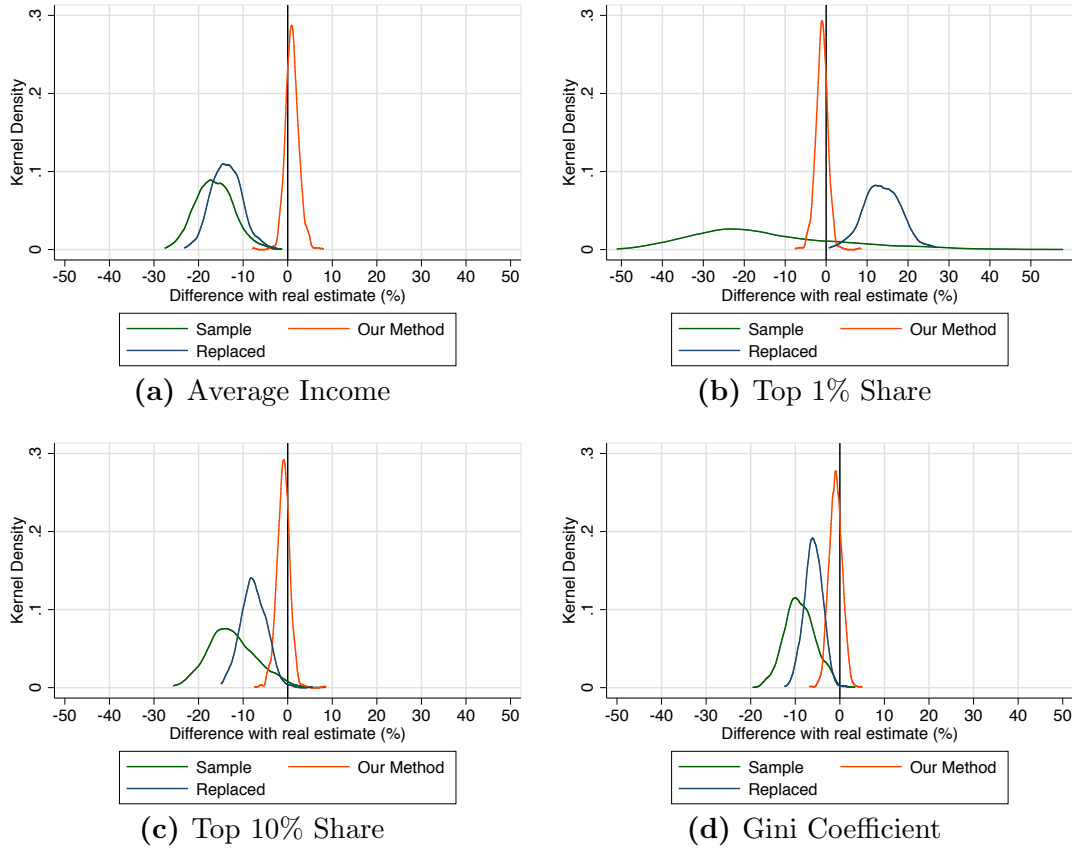 Kernel Density
.3
.2
.1
0
-50 -40 -30 -20 -10 0 10 20 30 40 50
Difference with real estimate (%)
Sample Our Method
Replaced
(a) Average Income
Kernel Density
.3
.2
.1
0
-50 -40 -30 -20 -10 0 10 20 30 40 50
Difference with real estimate (%)
Sample Our Method
Replaced
(b) Top 1% Share
Kernel Density
.3
.2
.1
0
-50 -40 -30 -20 -10 0 10 20 30 40 50
Difference with real estimate (%)
Sample Our Method
Replaced
(c) Top 10% Share
Kernel Density
.3
.2
.1
0
-50 -40 -30 -20 -10 0 10 20 30 40 50
Difference with real estimate (%)
Sample Our Method
Replaced
(d) Gini Coefficient